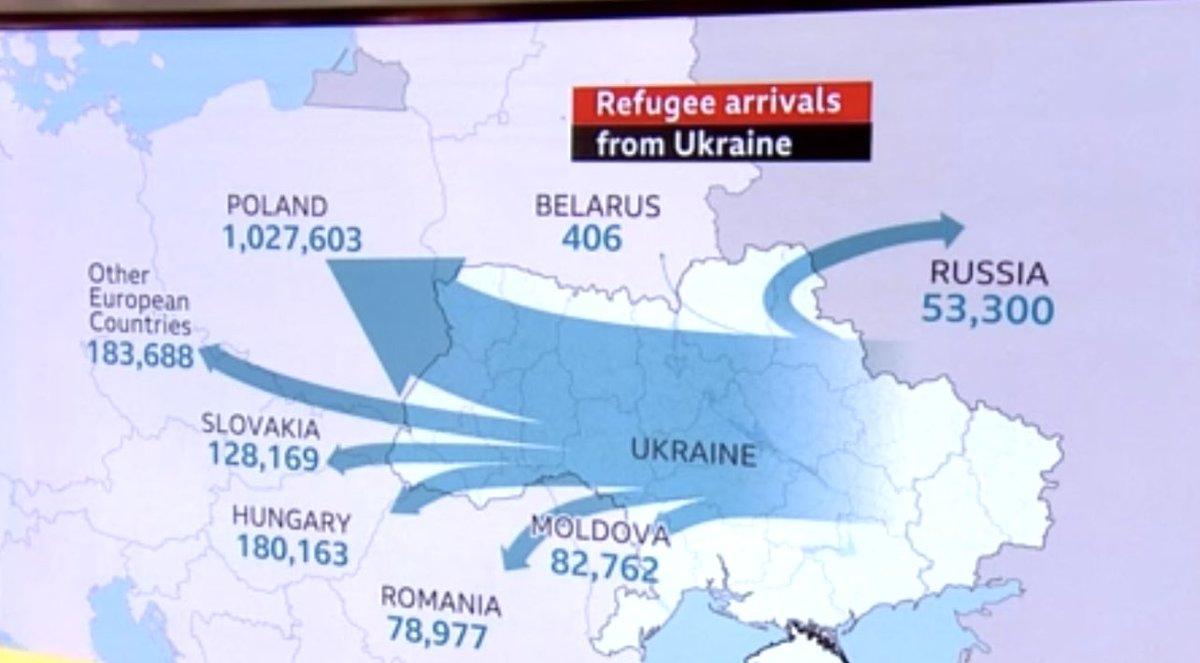 Refugee arrivals
from Ukraine
POLAND
1,027,603
BELARUS
406
RUSSIA
53,300
Other
European
Countries
183,688
SLOVAKIA
128,169
UKRAINE
HUNGARY
180,163
MOLDOVA
82,762
ROMANIA
78,977